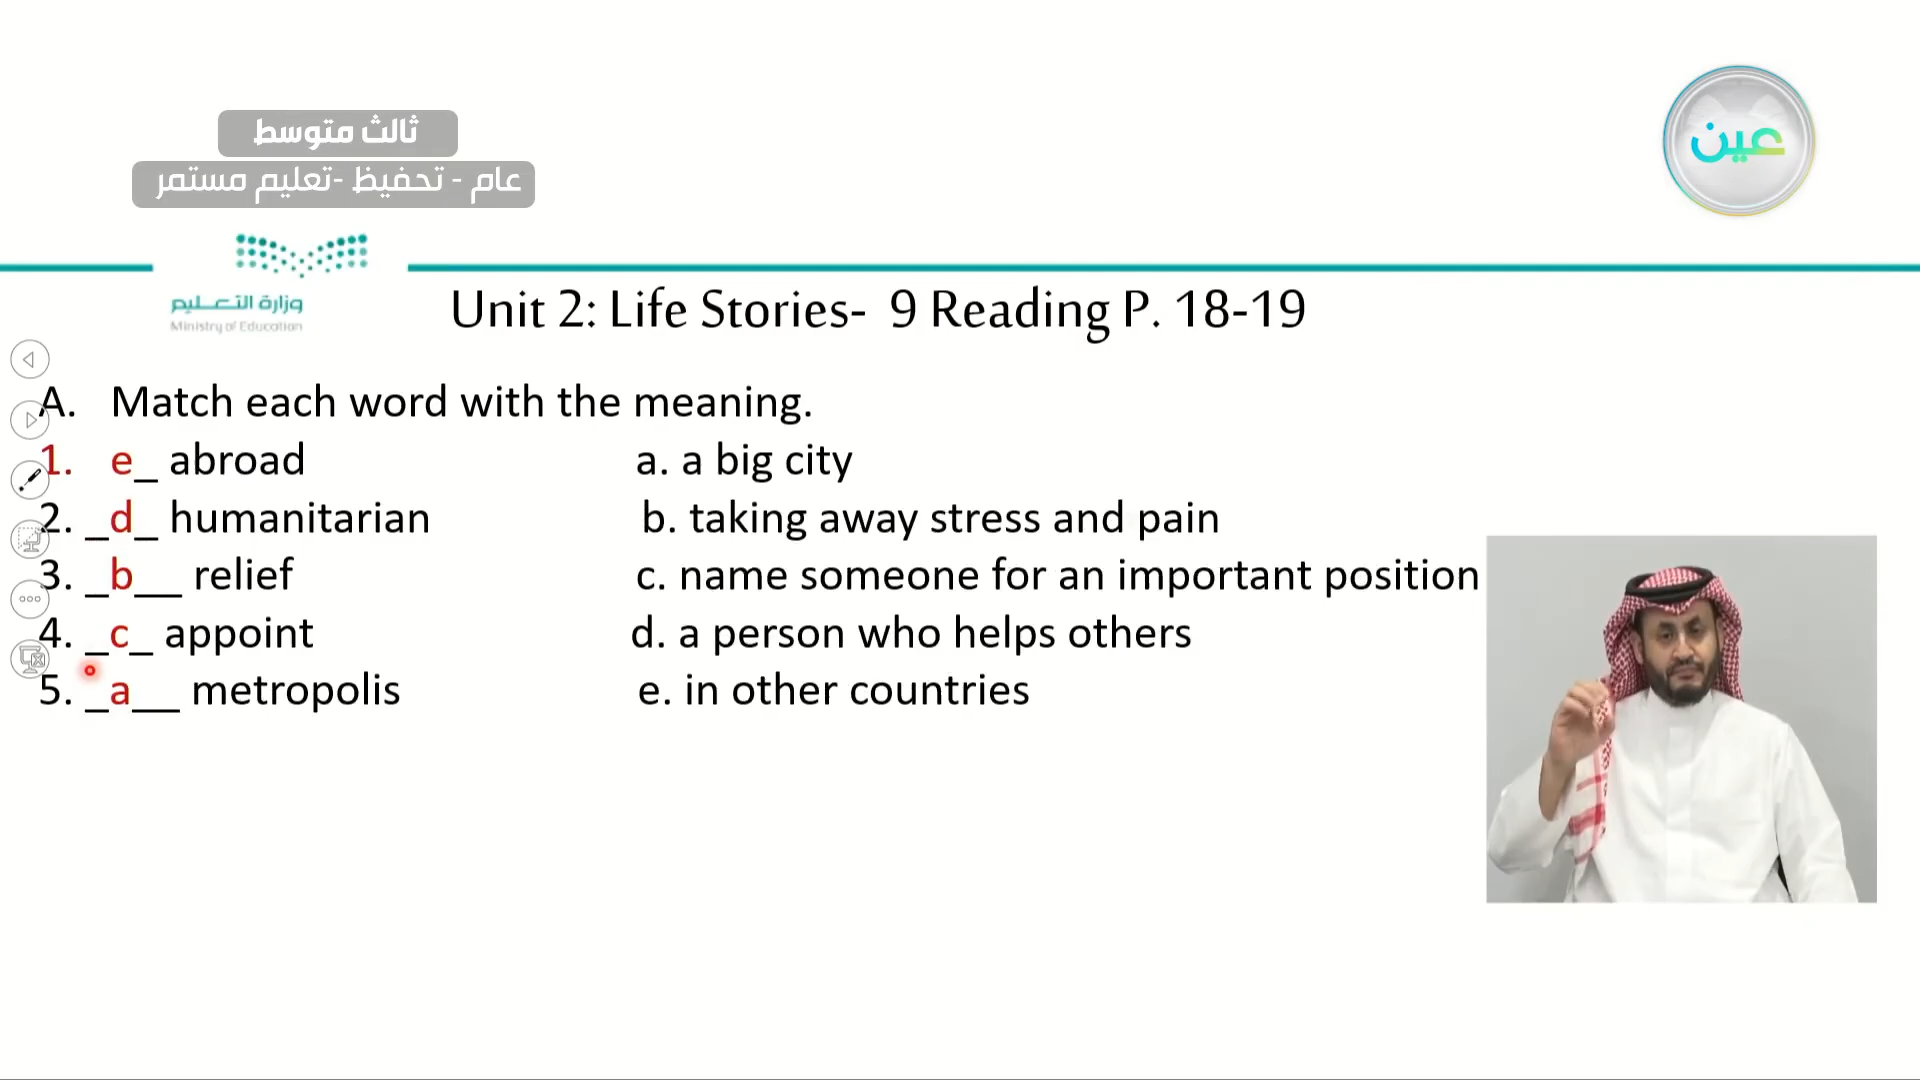 ثالث متوسط
عام - تحفيظ -تعليم مستمر
عين
وزارة التعليم
Ministry of Education
Unit 2: Life Stories- 9 Reading P. 18-19
A. Match each word with the meaning.
1. e_ abroad a. a big city
2. _d_ humanitarian b. taking away stress and pain
3. _b__ relief c. name someone for an important position
4. _c_ appoint d. a person who helps others
5. _a__ metropolis e. in other countries